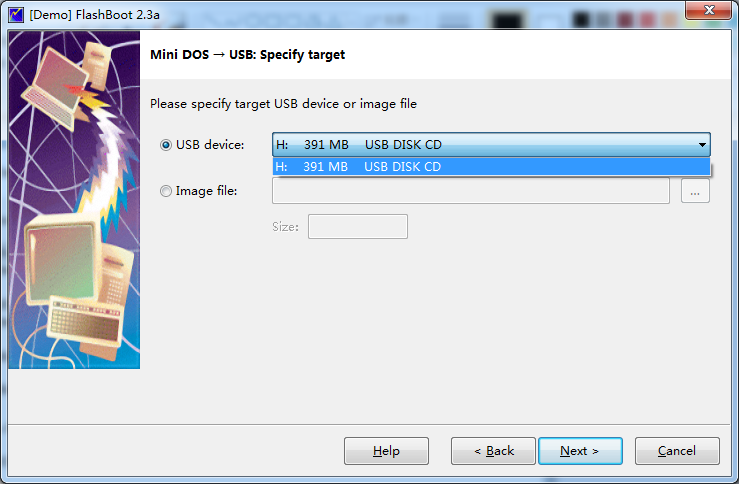 [Demo] FlashBoot 2.3a
Mini DOS → USB: Specify target
Please specify target USB device or image file
USB device: H: 391 MB USB DISK CD
H: 391 MB USB DISK CD
Image file: ...
Size:
Help < Back Next > Cancel